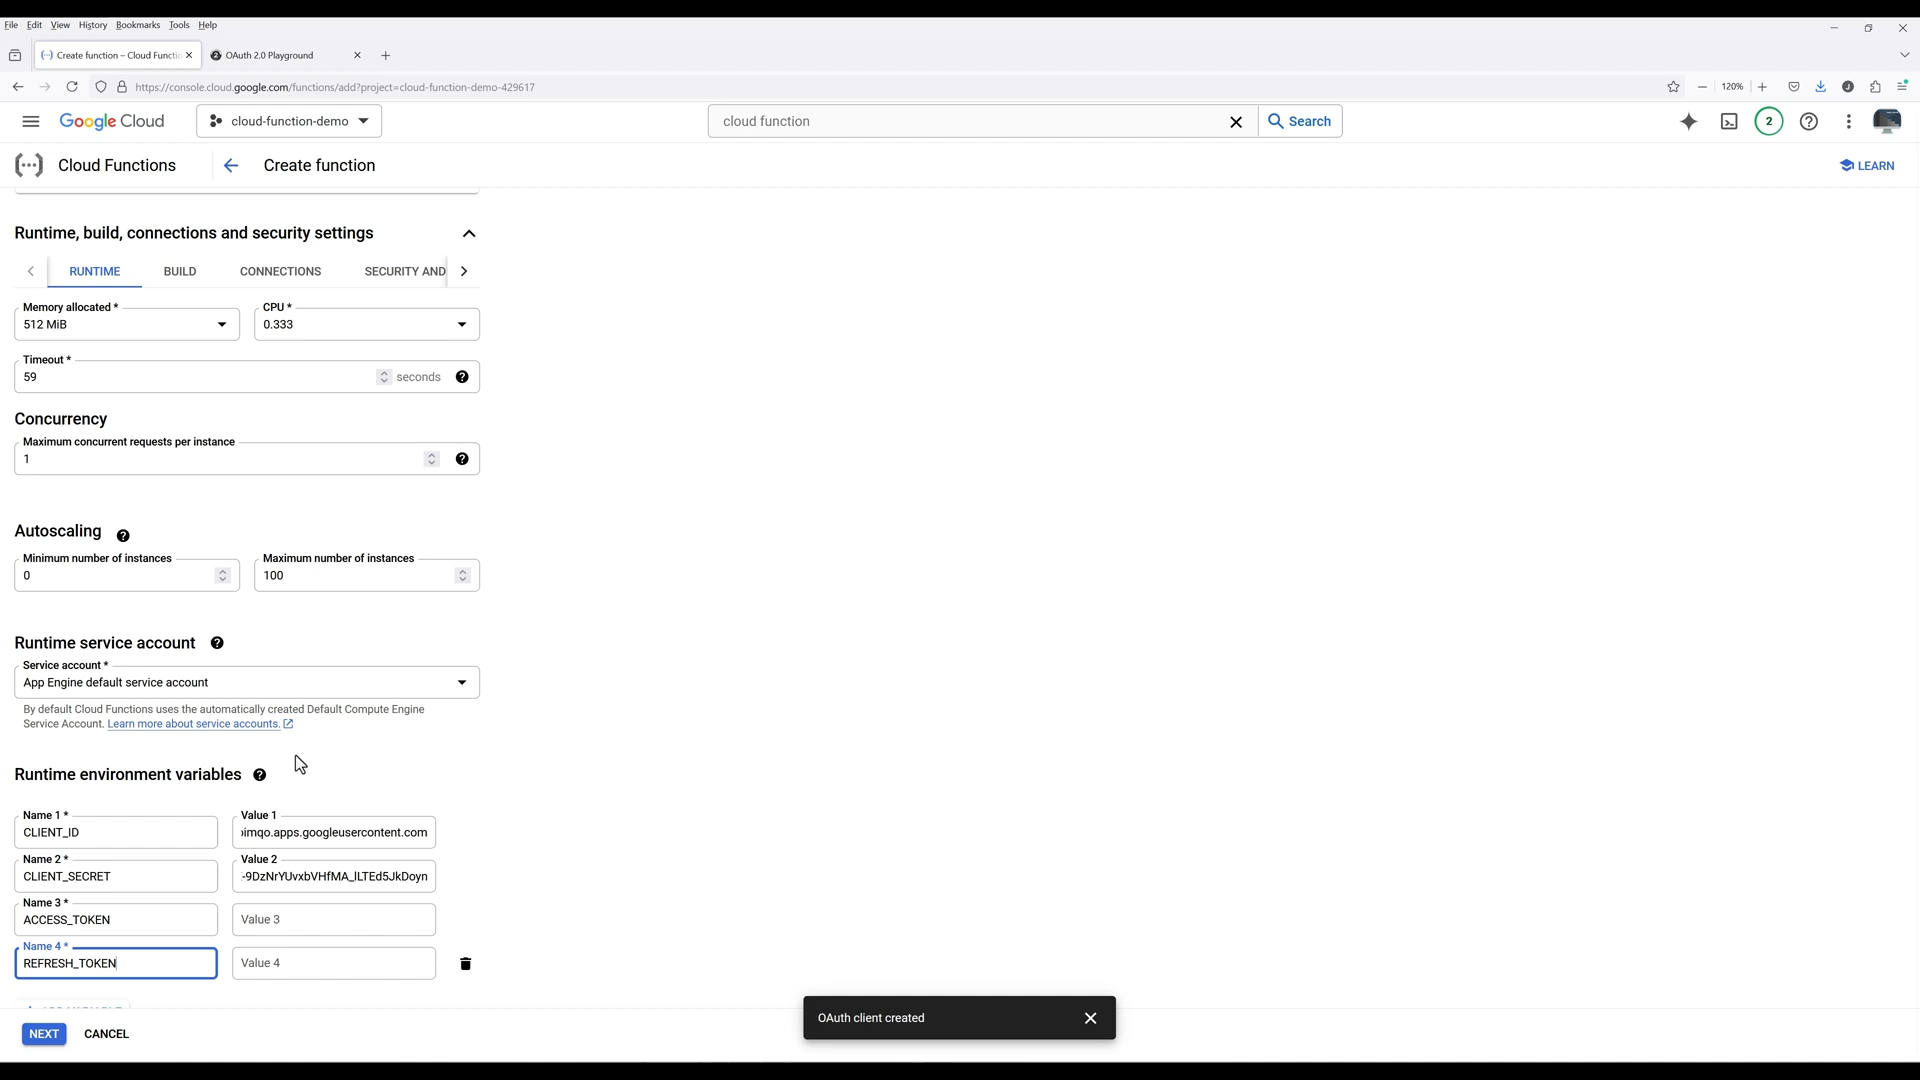 File Edit View History Bookmarks Tools Help
Create function – Cloud Functi
OAuth 2.0 Playground
https://console.cloud.google.com/functions/add?project=cloud-function-demo-429617
120%
Google Cloud
cloud-function-demo
cloud function
Search
2
Cloud Functions
Create function
LEARN
Runtime, build, connections and security settings
RUNTIME BUILD CONNECTIONS SECURITY AND
Memory allocated *
512 MiB
CPU *
0.333
Timeout *
59
seconds
Concurrency
Maximum concurrent requests per instance
1
Autoscaling
Minimum number of instances
0
Maximum number of instances
100
Runtime service account
Service account *
App Engine default service account
By default Cloud Functions uses the automatically created Default Compute Engine
Service Account. Learn more about service accounts.
Runtime environment variables
Name 1 *
CLIENT_ID
Value 1
imqo.apps.googleusercontent.com
Name 2 *
CLIENT_SECRET
Value 2
-9DzNrYUvxbVHfMA_lLTEd5JkDoyn
Name 3 *
ACCESS_TOKEN
Value 3
Name 4 *
REFRESH_TOKEN
Value 4
OAuth client created
NEXT
CANCEL